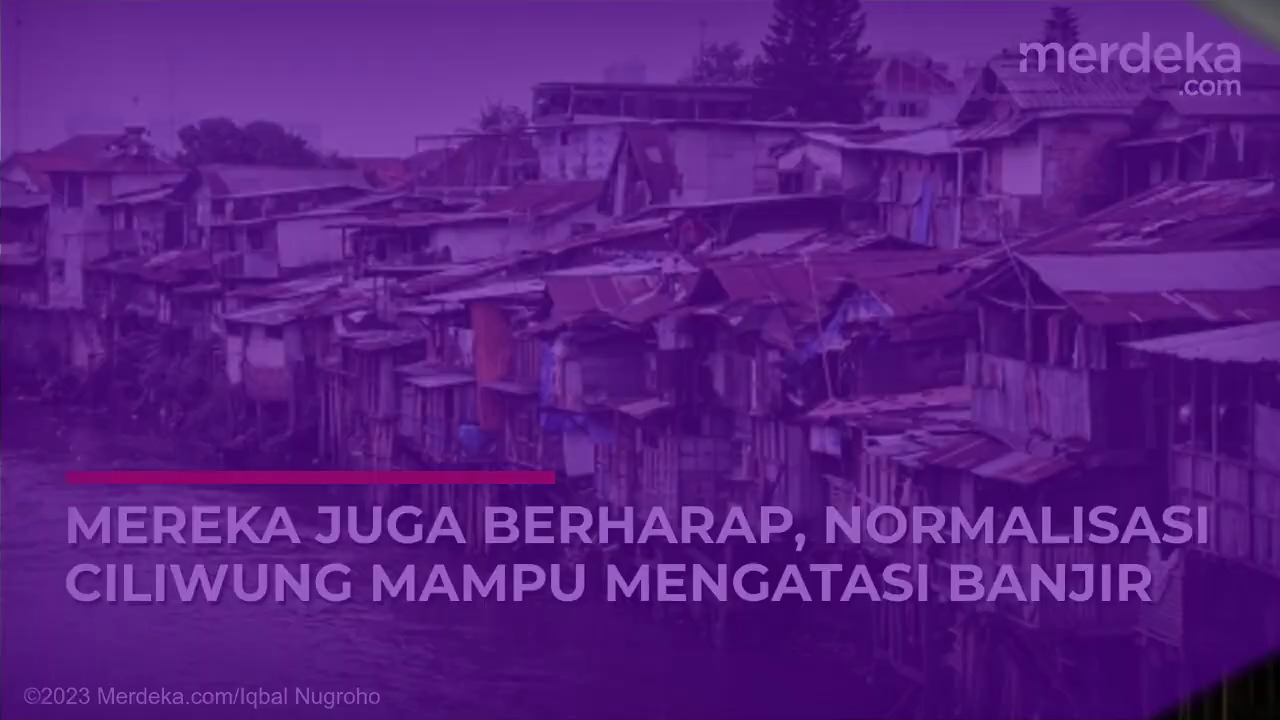 merdeka
.com
MEREKA JUGA BERHARAP, NORMALISASI
CILIWUNG MAMPU MENGATASI BANJIR
©2023 Merdeka.com/Iqbal Nugroho